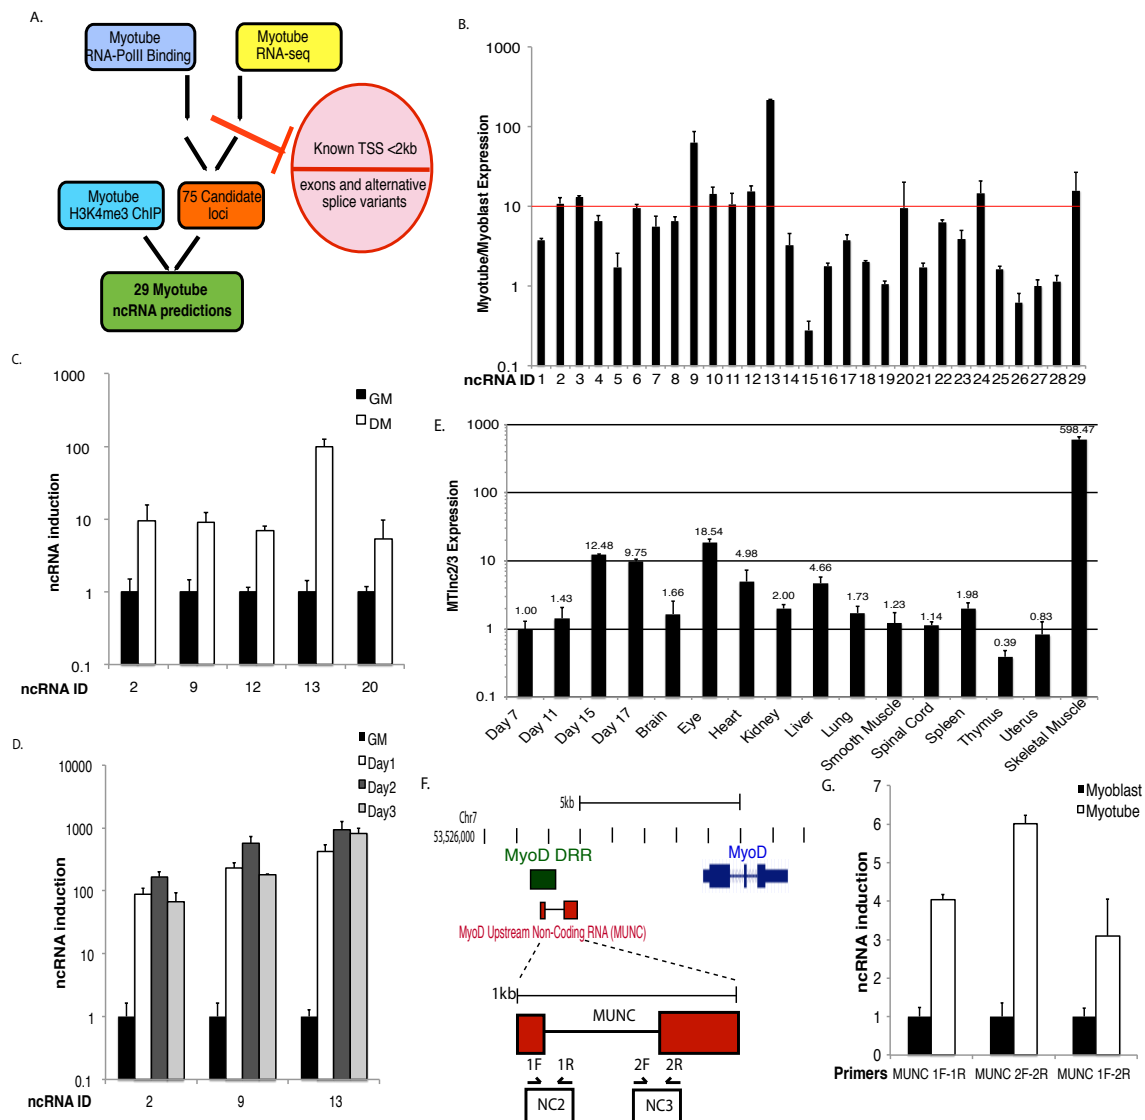 A.
Myotube
RNA-PolII Binding
Myotube
RNA-seq
Known TSS <2kb
exons and alternative
splice variants
Myotube
H3K4me3 ChIP
75 Candidate
loci
29 Myotube
ncRNA predictions
B.
Myotube/Myoblast Expression
1000
100
10
1
0.1
ncRNA ID
1 2 3 4 5 6 7 8 9 10 11 12 13 14 15 16 17 18 19 20 21 22 23 24 25 26 27 28 29
C.
ncRNA induction
1000
100
10
1
0.1
GM
DM
ncRNA ID
2 9 12 13 20
E.
MTlnc2/3 Expression
1000
100
10
1
0.1
1.00
1.43
12.48
9.75
1.66
18.54
4.98
2.00
4.66
1.73
1.23
1.14
1.98
0.39
0.83
598.47
Day 7
Day 11
Day 15
Day 17
Brain
Eye
Heart
Kidney
Liver
Lung
Smooth Muscle
Spinal Cord
Spleen
Thymus
Uterus
Skeletal Muscle
D.
ncRNA induction
10000
1000
100
10
1
0.1
GM
Day1
Day2
Day3
ncRNA ID
2 9 13
F.
5kb
Chr7
53,526,000
MyoD DRR
MyoD
MyoD Upstream Non-Coding RNA (MUNC)
1kb
MUNC
1F 1R 2F 2R
NC2 NC3
G.
ncRNA induction
7
6
5
4
3
2
1
0
Myoblast
Myotube
Primers MUNC 1F-1R MUNC 2F-2R MUNC 1F-2R